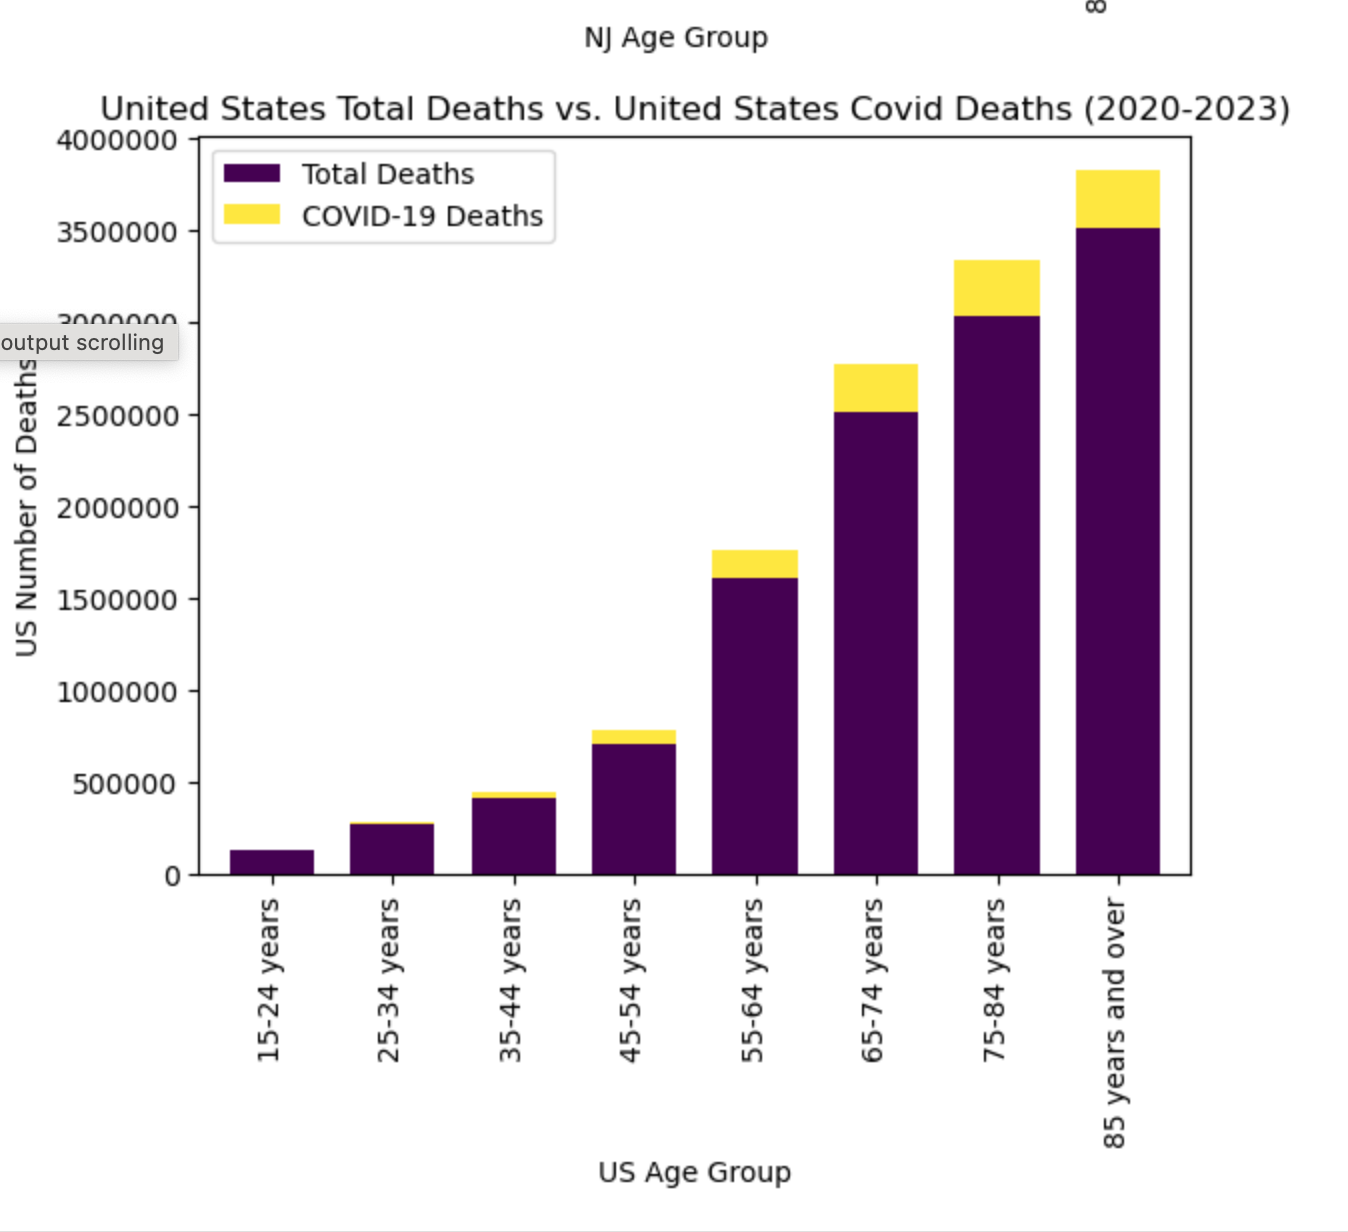 8
NJ Age Group
United States Total Deaths vs. United States Covid Deaths (2020-2023)
4000000
Total Deaths
COVID-19 Deaths
3500000
3000000
output scrolling
US Number of Deaths
2500000
2000000
1500000
1000000
500000
0
15-24 years
25-34 years
35-44 years
45-54 years
55-64 years
65-74 years
75-84 years
85 years and over
US Age Group